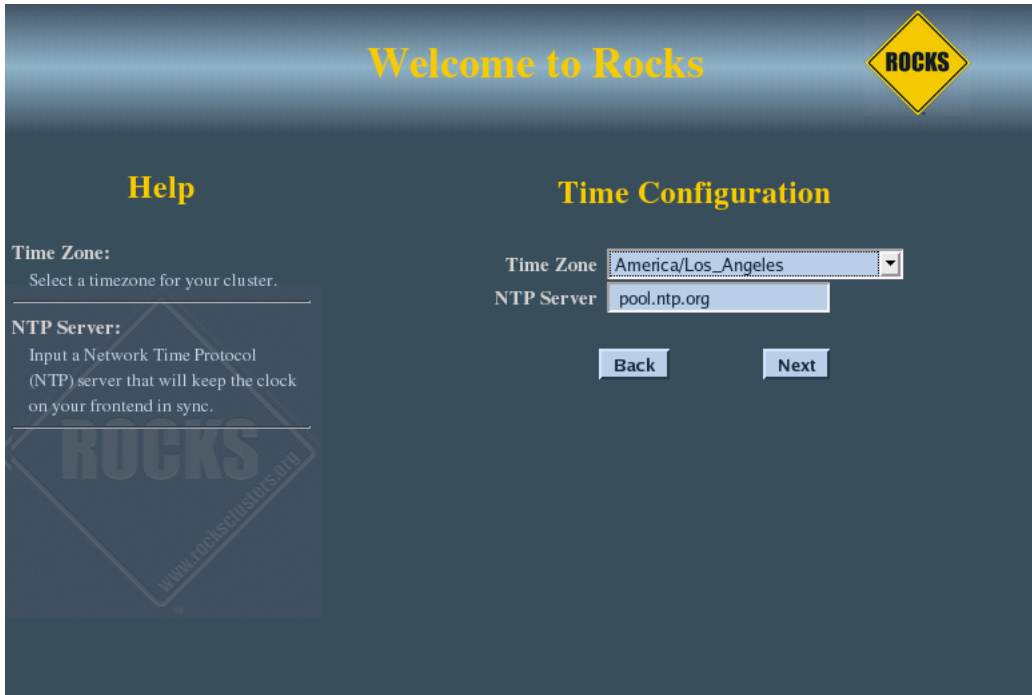 Welcome to Rocks
ROCKS
Help
Time Zone:
Select a timezone for your cluster.
NTP Server:
Input a Network Time Protocol
(NTP) server that will keep the clock
on your frontend in sync.
ROCKS
www.rocksclusters.org
Time Configuration
Time Zone America/Los_Angeles
NTP Server pool.ntp.org
Back Next